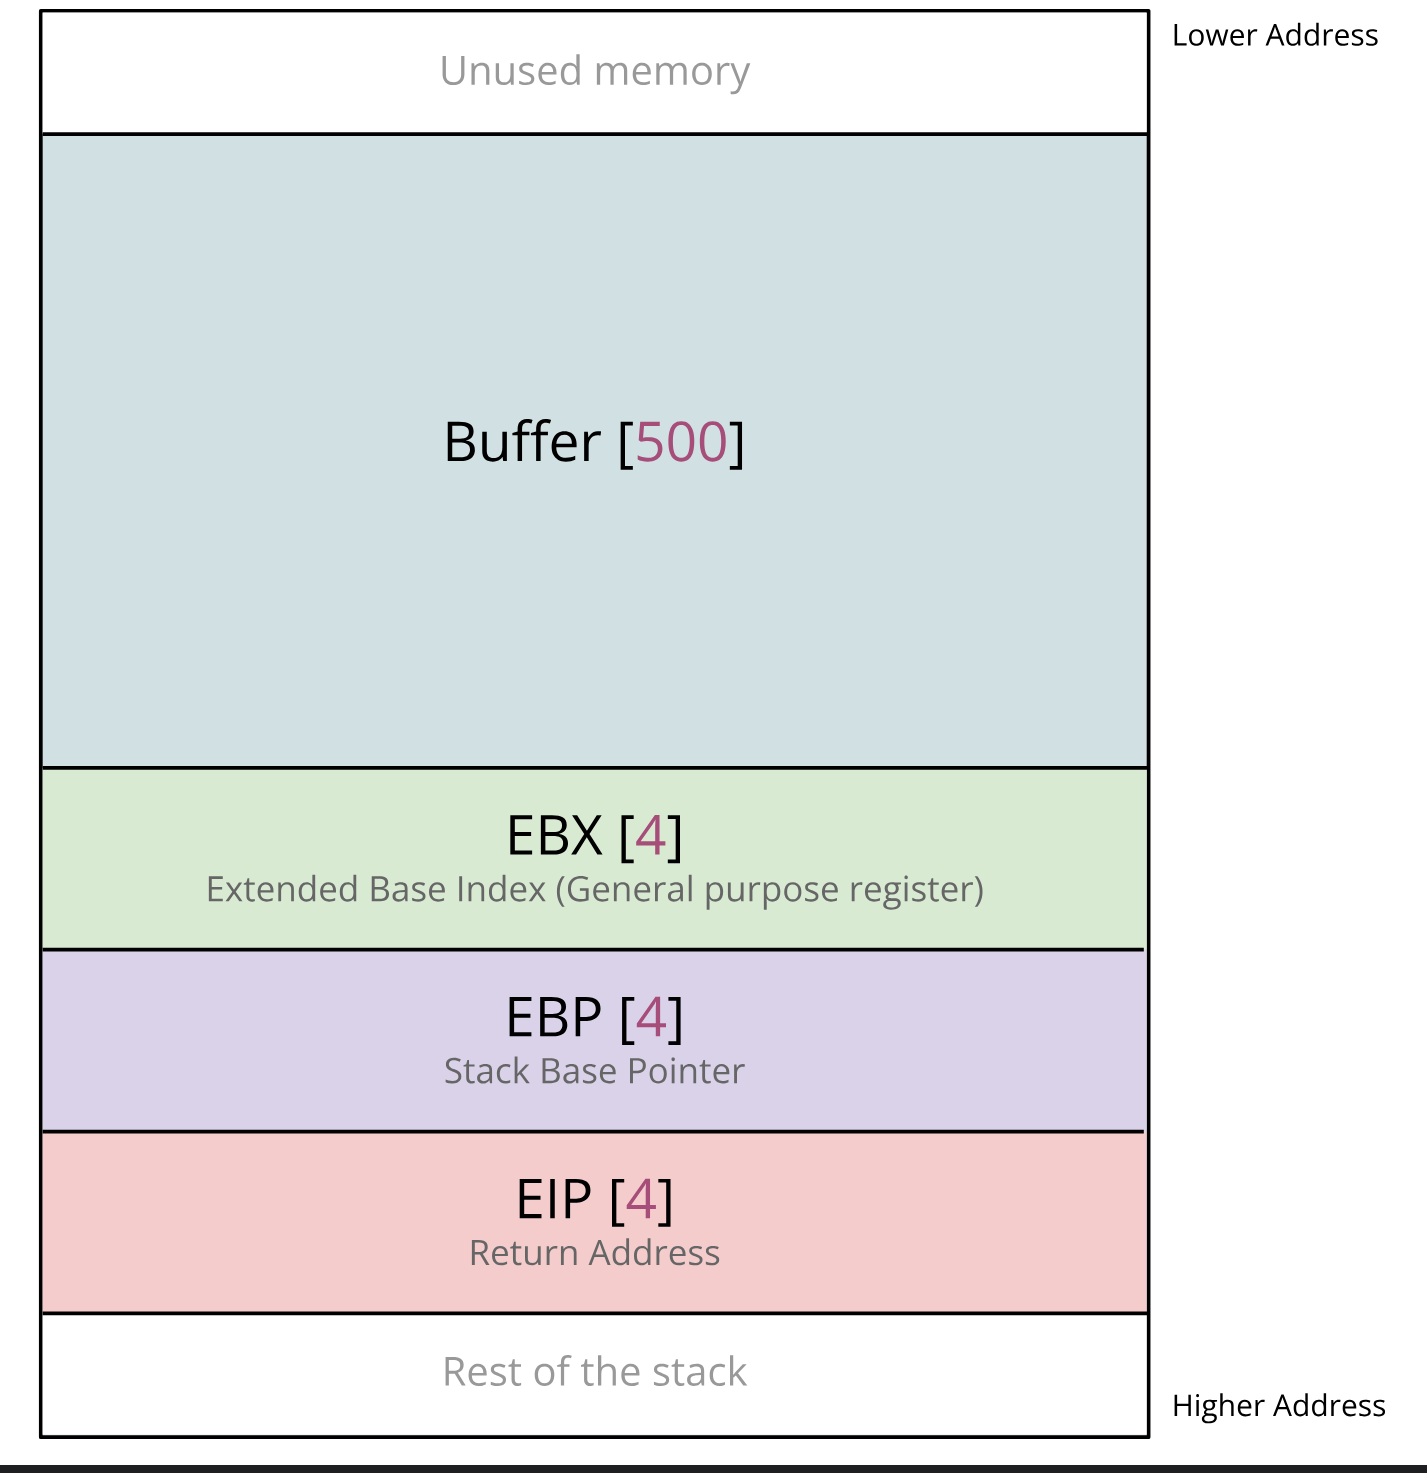 Lower Address
Unused memory
Buffer [500]
EBX [4]
Extended Base Index (General purpose register)
EBP [4]
Stack Base Pointer
EIP [4]
Return Address
Rest of the stack
Higher Address